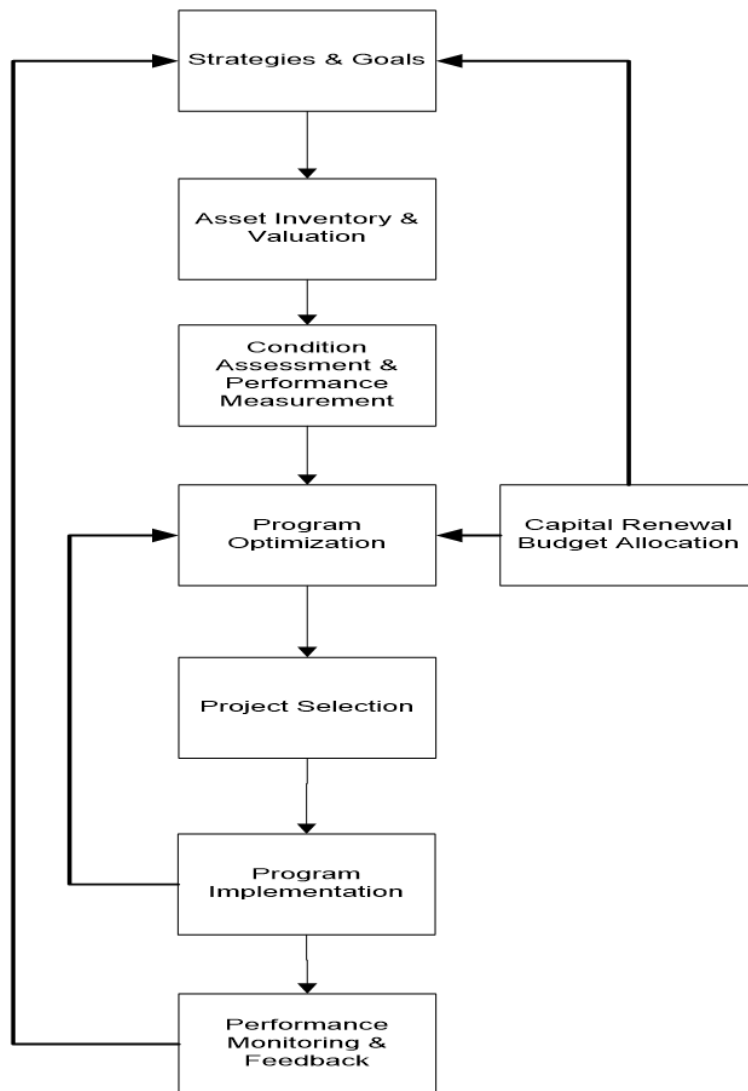 Strategies & Goals
Asset Inventory &
Valuation
Condition
Assessment &
Performance
Measurement
Program
Optimization
Capital Renewal
Budget Allocation
Project Selection
Program
Implementation
Performance
Monitoring &
Feedback